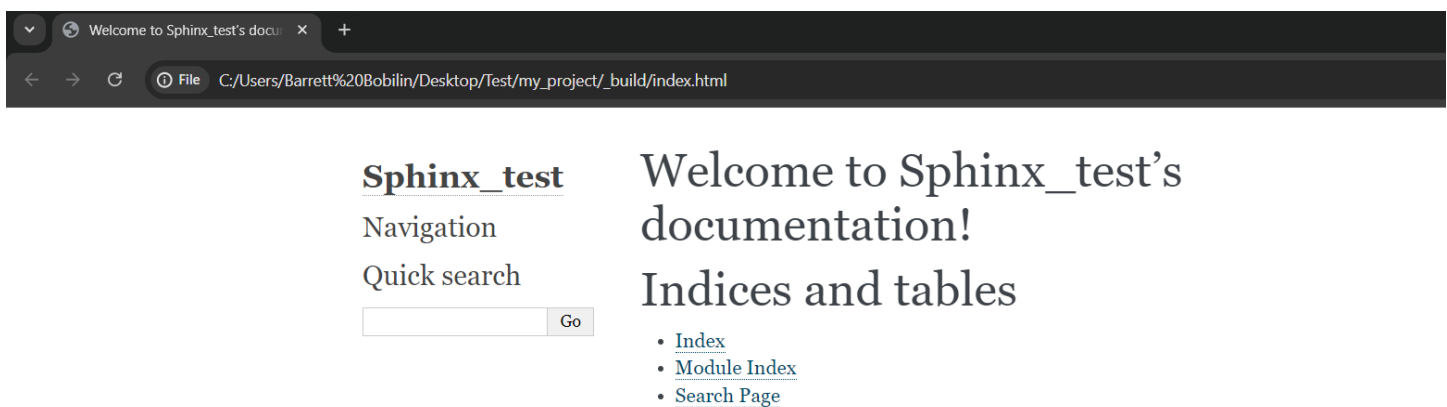 Welcome to Sphinx_test's docu
File C:/Users/Barrett%20Bobilin/Desktop/Test/my_project/_build/index.html
Sphinx_test
Navigation
Quick search
Go
Welcome to Sphinx_test’s
documentation!
Indices and tables
• Index
• Module Index
• Search Page